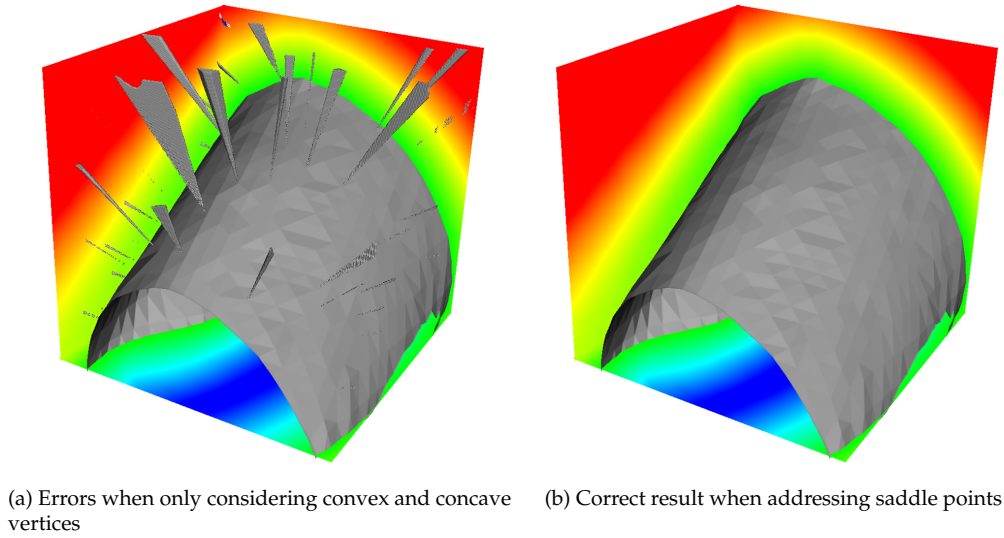 (a) Errors when only considering convex and concave
vertices
(b) Correct result when addressing saddle points